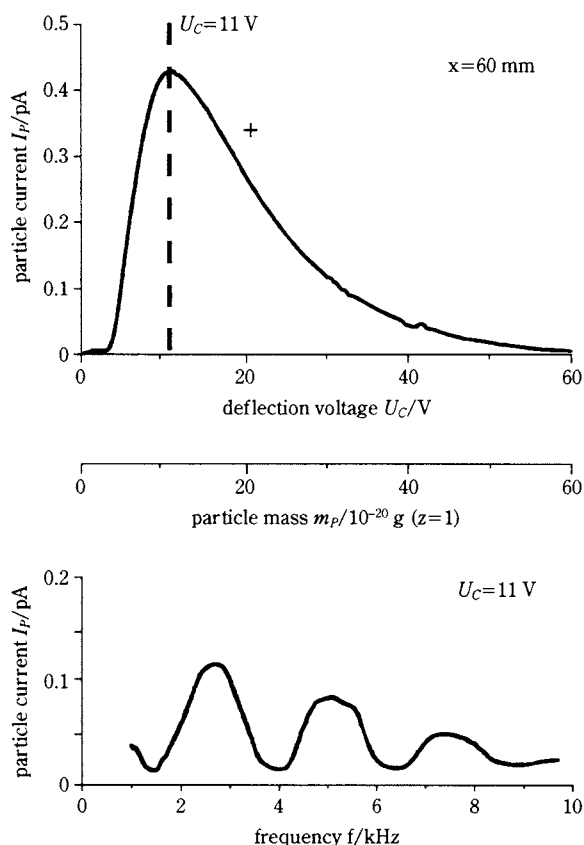 U_C=11 V
x=60 mm
+
particle current I_P/pA
0.5
0.4
0.3
0.2
0.1
0
0 20 40 60
deflection voltage U_C/V
0 20 40 60
particle mass m_P/10⁻²⁰ g (z=1)
U_C=11 V
particle current I_P/pA
0.2
0.1
0
0 2 4 6 8 10
frequency f/kHz